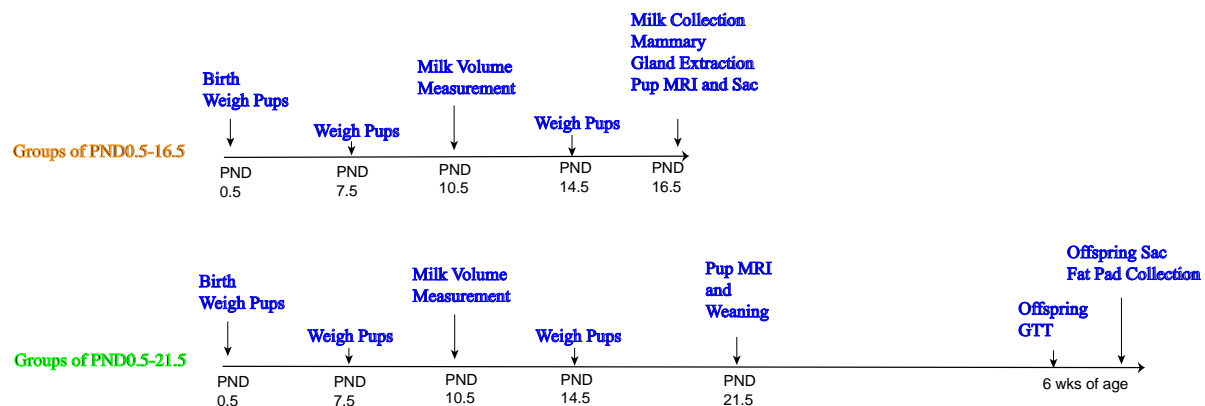 Milk Collection
Mammary
Gland Extraction
Pup MRI and Sac
Birth
Weigh Pups
Milk Volume
Measurement
Weigh Pups
Weigh Pups
Groups of PND0.5-16.5
PND
0.5
PND
7.5
PND
10.5
PND
14.5
PND
16.5
Offspring Sac
Fat Pad Collection
Pup MRI
and
Weaning
Birth
Weigh Pups
Milk Volume
Measurement
Offspring
GTT
Weigh Pups
Weigh Pups
Groups of PND0.5-21.5
PND
0.5
PND
7.5
PND
10.5
PND
14.5
PND
21.5
6 wks of age